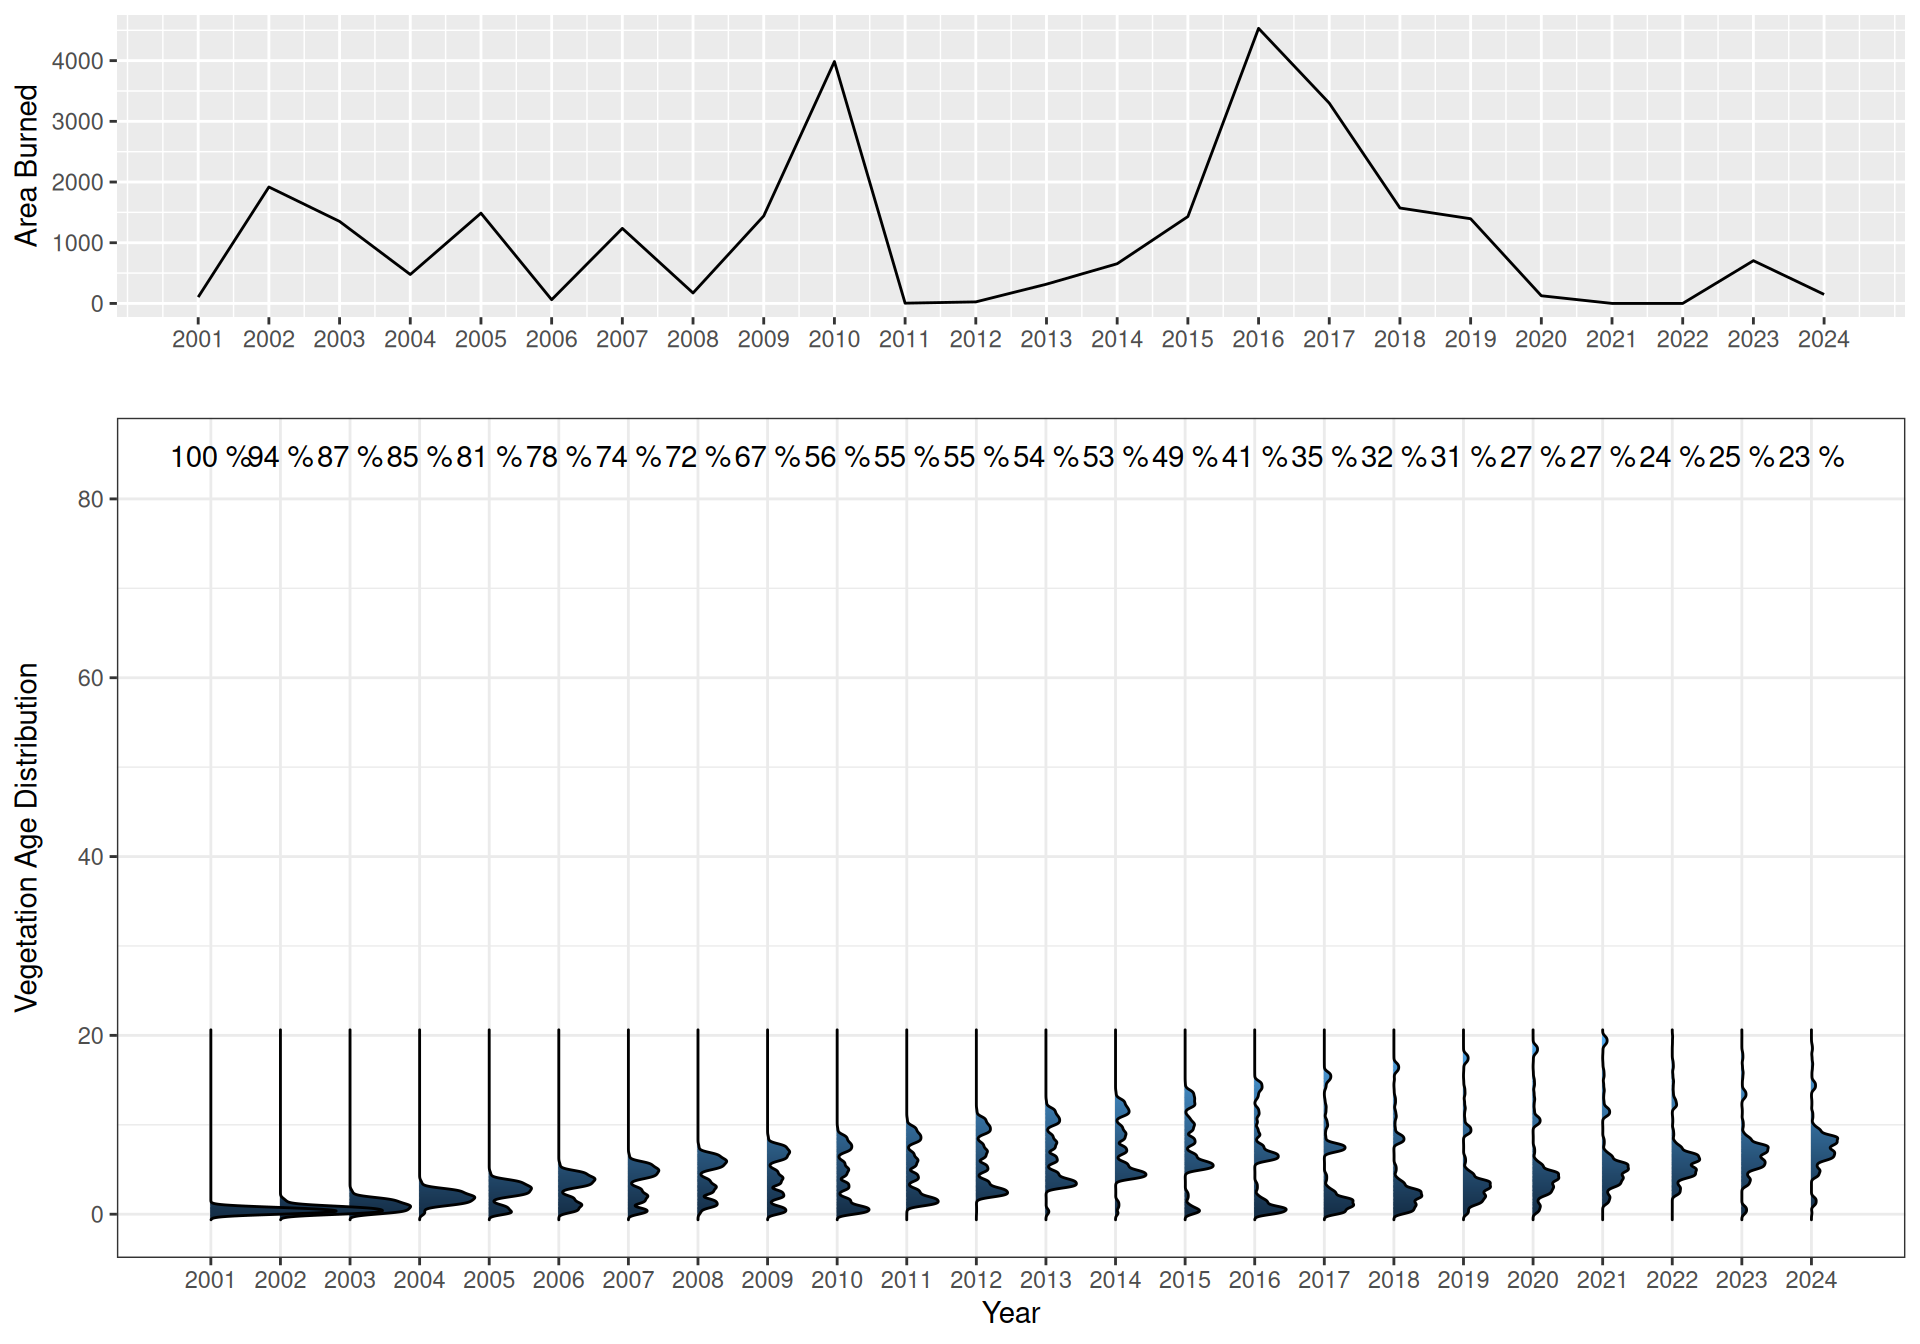 Area Burned
4000
3000
2000
1000
0
2001 2002 2003 2004 2005 2006 2007 2008 2009 2010 2011 2012 2013 2014 2015 2016 2017 2018 2019 2020 2021 2022 2023 2024
100 % 94 % 87 % 85 % 81 % 78 % 74 % 72 % 67 % 56 % 55 % 55 % 54 % 53 % 49 % 41 % 35 % 32 % 31 % 27 % 27 % 24 % 25 % 23 %
Vegetation Age Distribution
80
60
40
20
0
2001 2002 2003 2004 2005 2006 2007 2008 2009 2010 2011 2012 2013 2014 2015 2016 2017 2018 2019 2020 2021 2022 2023 2024
Year